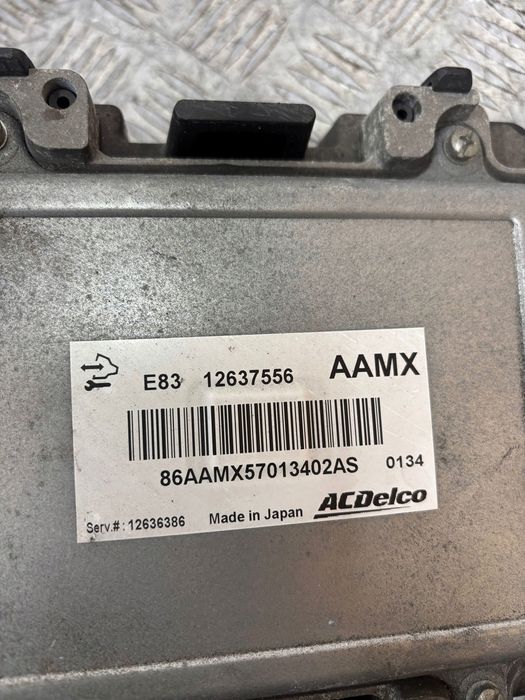 E83 12637556 AAMX
86AAMX57013402AS 0134
Serv.#: 12636386 Made in Japan ACDelco